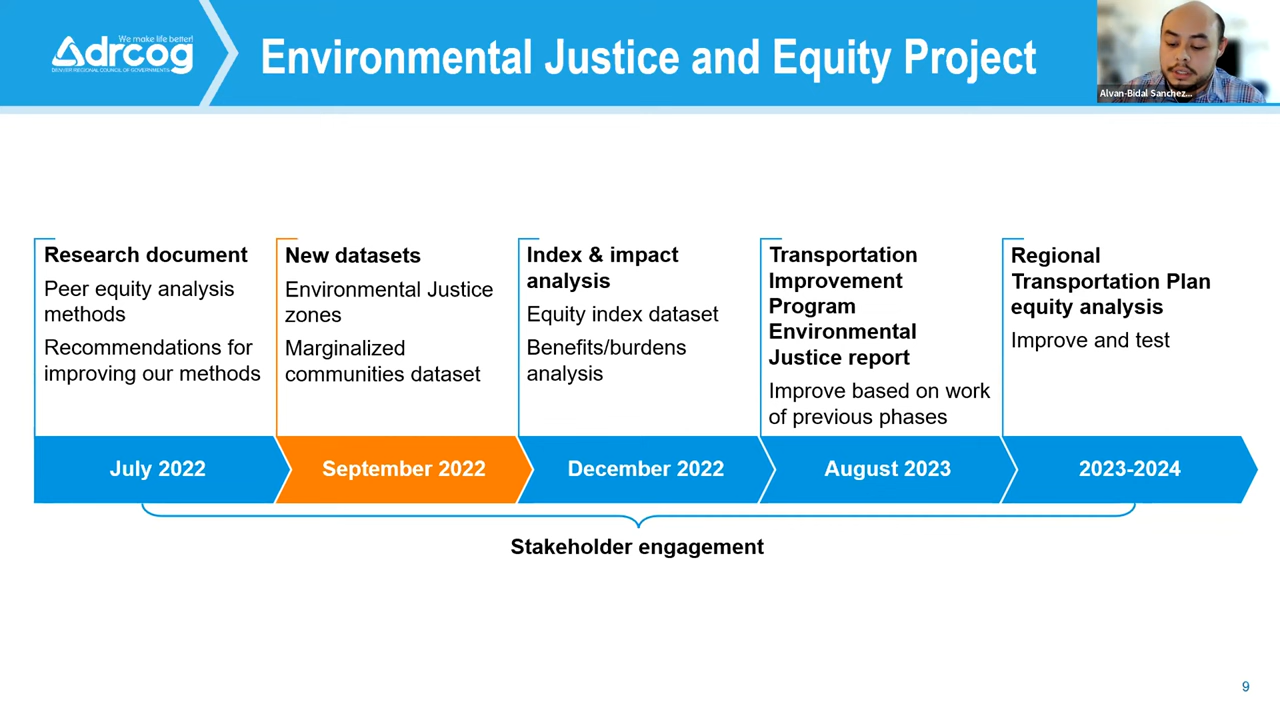 We make life better!
drcog
DENVER REGIONAL COUNCIL OF GOVERNMENTS
Environmental Justice and Equity Project
Alvan-Bidal Sanchez...
Research document
Peer equity analysis
methods
Recommendations for
improving our methods
New datasets
Environmental Justice
zones
Marginalized
communities dataset
Index & impact
analysis
Equity index dataset
Benefits/burdens
analysis
Transportation
Improvement
Program
Environmental
Justice report
Improve based on work
of previous phases
Regional
Transportation Plan
equity analysis
Improve and test
July 2022
September 2022
December 2022
August 2023
2023-2024
Stakeholder engagement
9